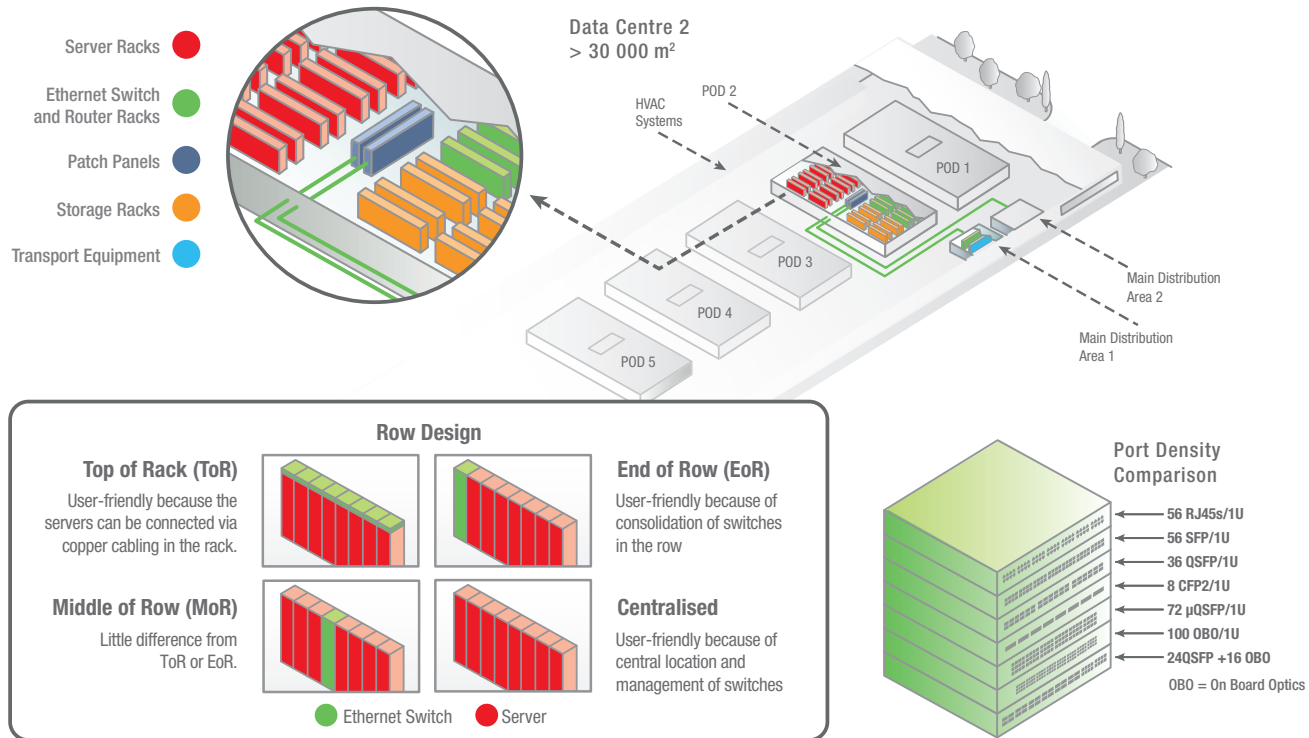 Server Racks
Ethernet Switch
and Router Racks
Patch Panels
Storage Racks
Transport Equipment
Data Centre 2
> 30 000 m²
POD 2
HVAC
Systems
POD 1
POD 3
POD 4
POD 5
Main Distribution
Area 2
Main Distribution
Area 1
Row Design
Top of Rack (ToR)
User-friendly because the
servers can be connected via
copper cabling in the rack.
End of Row (EoR)
User-friendly because of
consolidation of switches
in the row
Middle of Row (MoR)
Little difference from
ToR or EoR.
Centralised
User-friendly because of
central location and
management of switches
Ethernet Switch
Server
Port Density
Comparison
56 RJ45s/1U
56 SFP/1U
36 QSFP/1U
8 CFP2/1U
72 µQSFP/1U
100 OBO/1U
24QSFP +16 OBO
OBO = On Board Optics